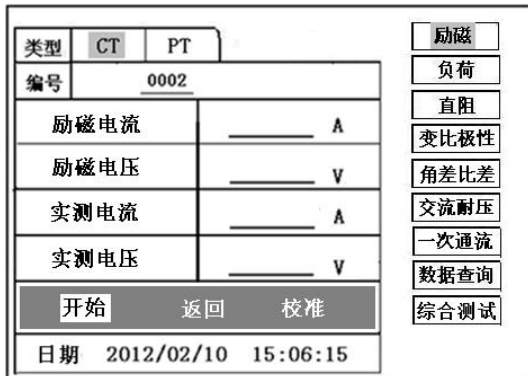 类型 CT PT
编号 0002
励磁电流 A
励磁电压 V
实测电流 A
实测电压 V
开始 返回 校准
日期 2012/02/10 15:06:15
励磁
负荷
直阻
变比极性
角差比差
交流耐压
一次通流
数据查询
综合测试